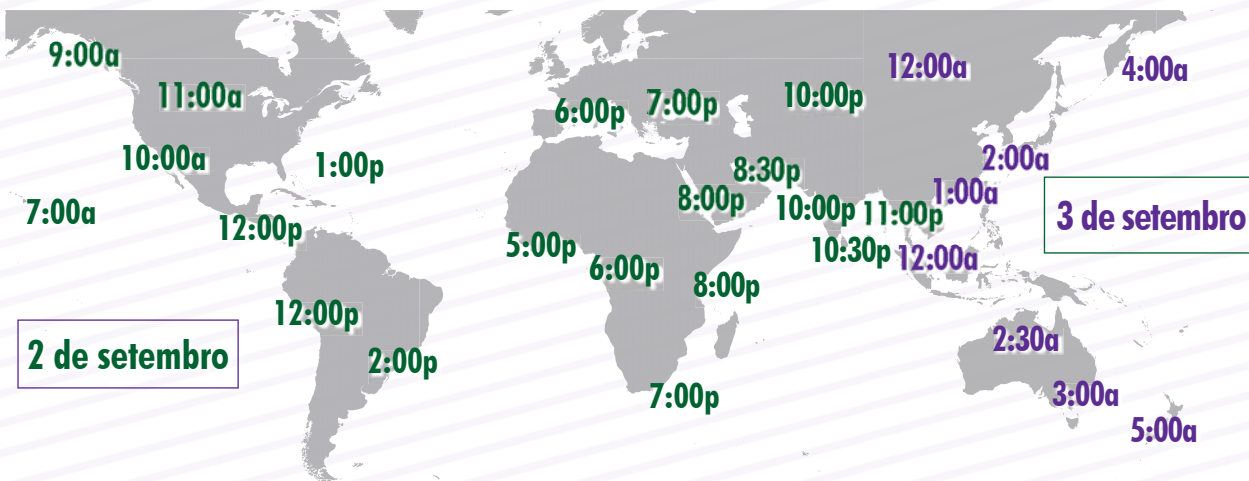 9:00a
12:00a
4:00a
11:00a
6:00p
7:00p
10:00p
10:00a
1:00p
8:30p
2:00a
7:00a
12:00p
8:00p
10:00p
11:00p
1:00a
3 de setembro
5:00p
6:00p
8:00p
10:30p
12:00a
12:00p
2 de setembro
2:00p
7:00p
2:30a
3:00a
5:00a